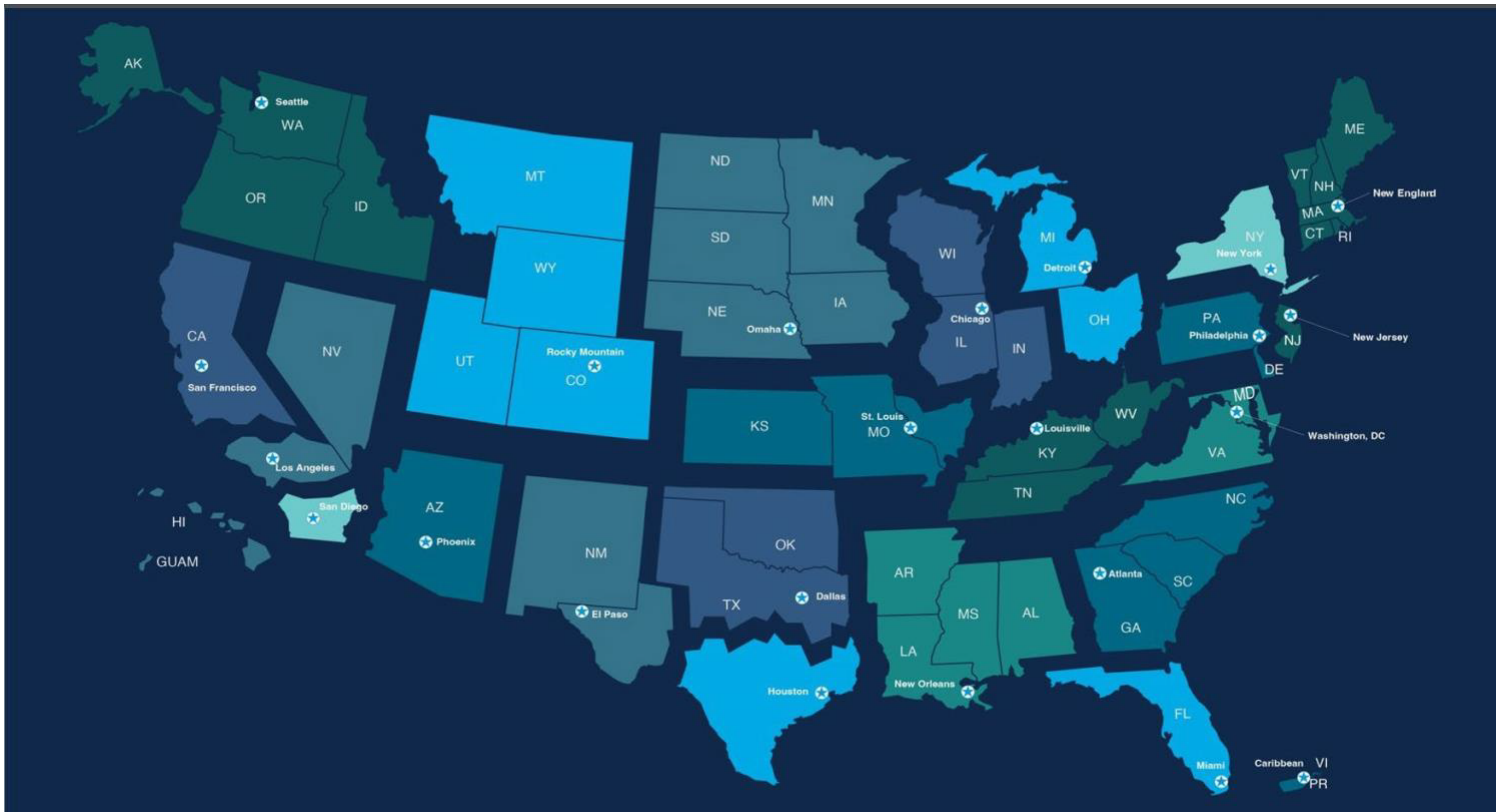 AK
Seattle
WA
OR
ID
MT
WY
UT
Rocky Mountain
CO
CA
San Francisco
NV
Los Angeles
San Diego
HI
GUAM
AZ
Phoenix
NM
El Paso
ND
SD
NE
Omaha
MN
IA
KS
St. Louis
MO
OK
TX
Dallas
Houston
WI
Chicago
IL
IN
MI
Detroit
OH
Louisville
KY
WV
TN
AR
LA
MS
AL
New Orleans
Atlanta
GA
SC
NC
FL
Miami
Caribbean
VI
PR
ME
VT
NH
New England
MA
CT
RI
NY
New York
PA
Philadelphia
NJ
New Jersey
DE
MD
Washington, DC
VA